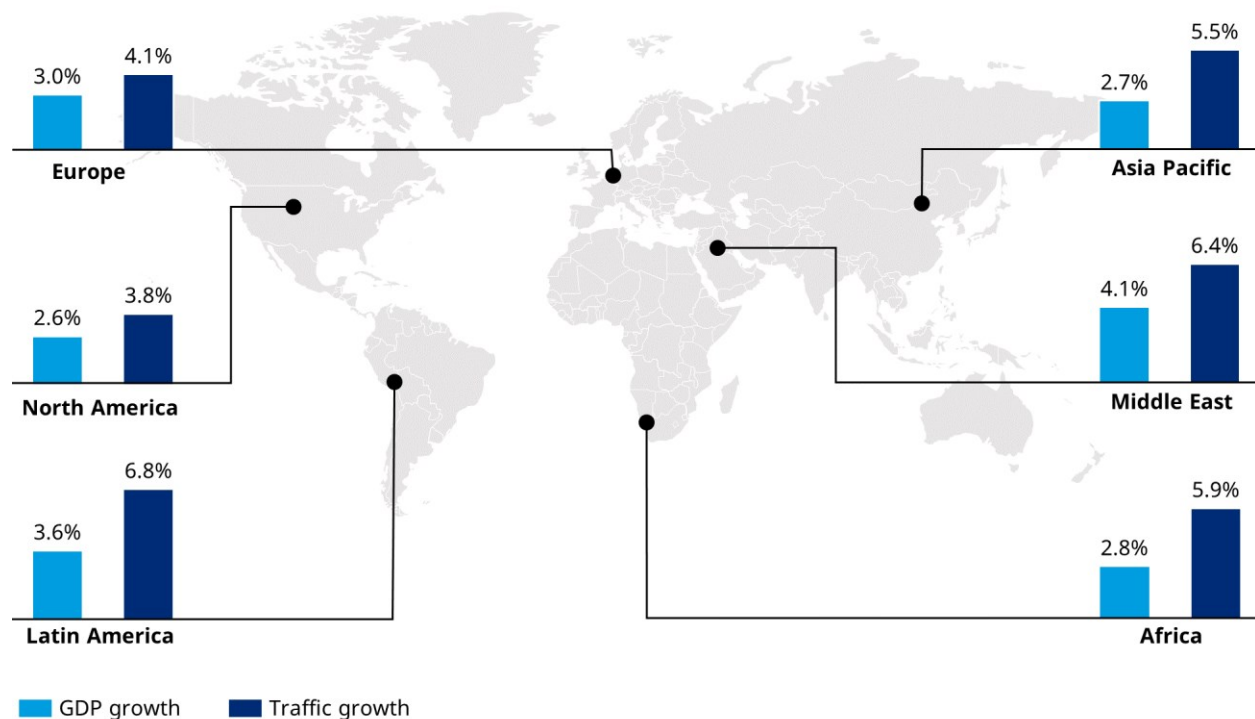 3.0%
4.1%
Europe
5.5%
2.7%
Asia Pacific
2.6%
3.8%
North America
6.4%
4.1%
Middle East
6.8%
3.6%
Latin America
5.9%
2.8%
Africa
GDP growth
Traffic growth